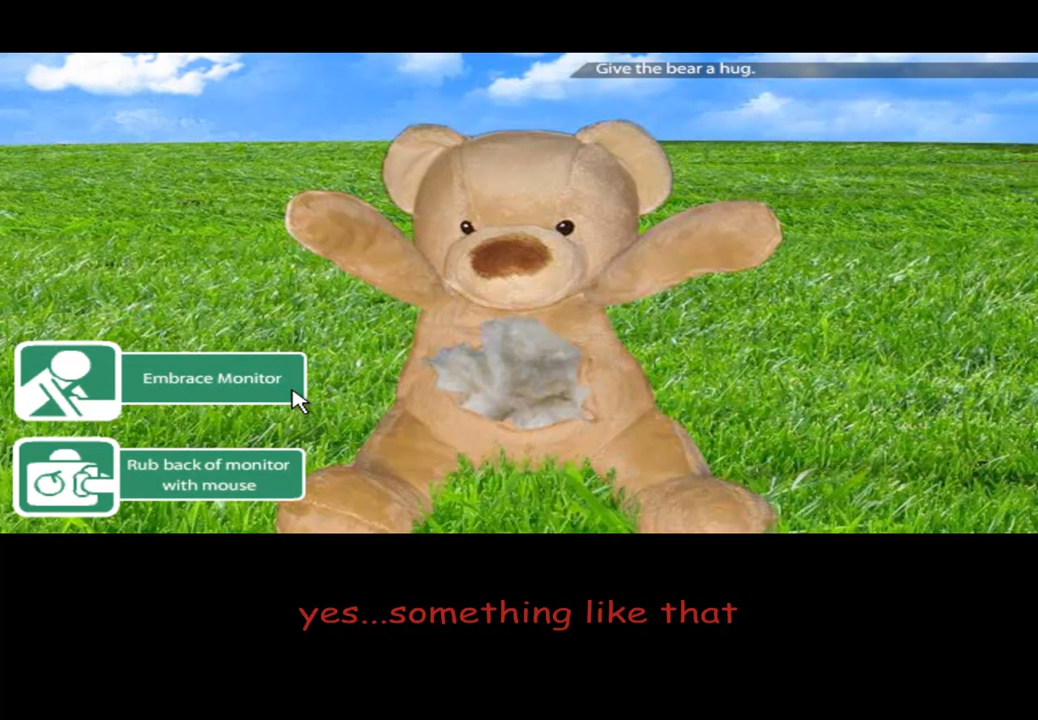 Give the bear a hug.
Embrace Monitor
Rub back of monitor
with mouse
yes...something like that